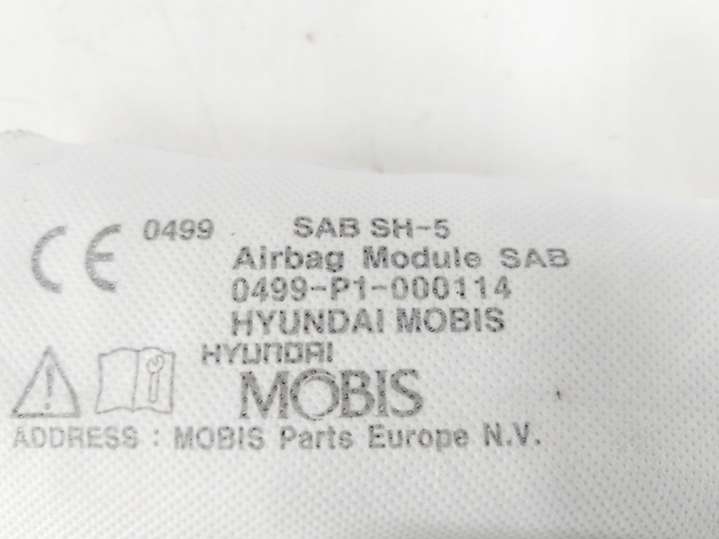 CE 0499 SAB SH-5
Airbag Module SAB
0499-P1-000114
HYUNDAI MOBIS
HYUNDAI
MOBIS
ADDRESS : MOBIS Parts Europe N.V.